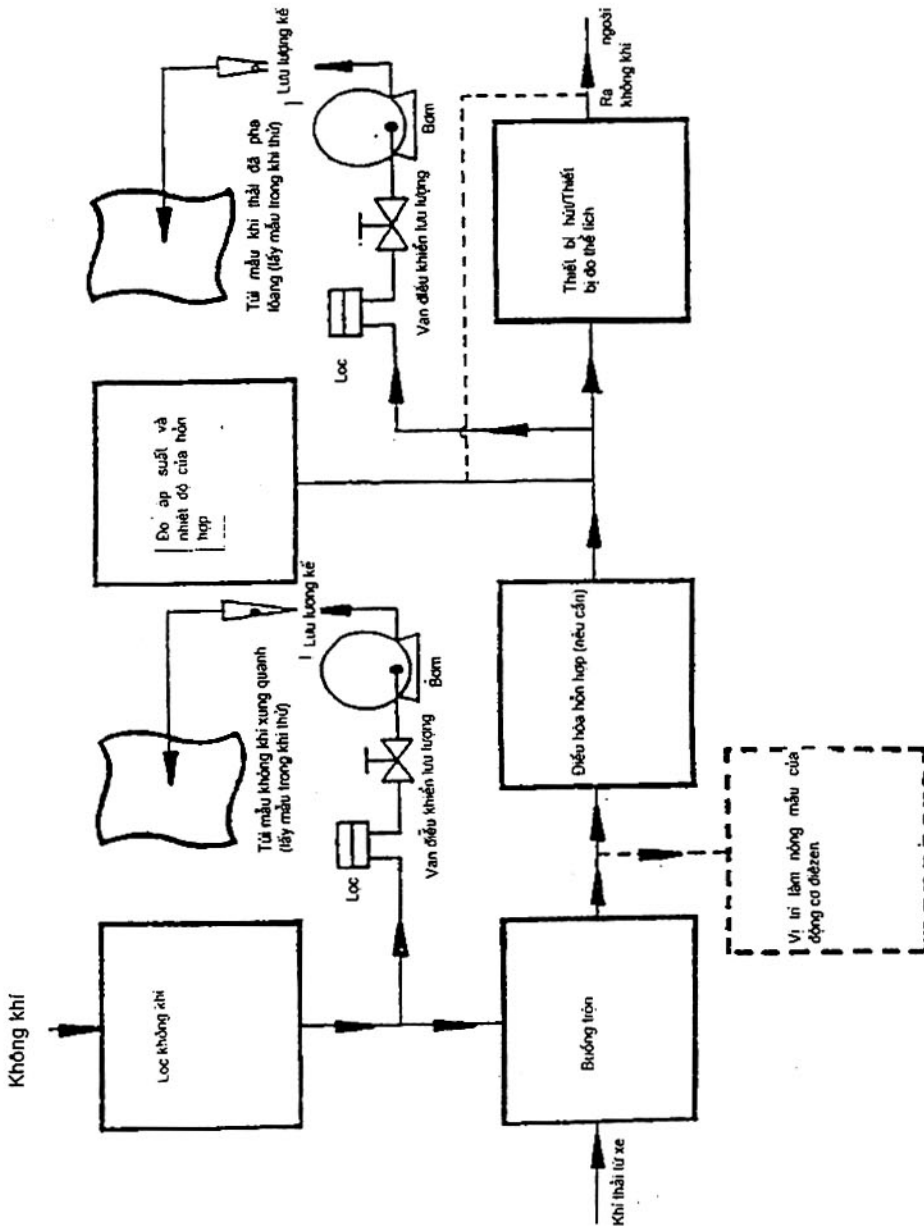 Không khí
Lọc không khí
Túi mẫu không khí xung quanh
(lấy mẫu trong khi thử)
Lưu lượng kế
Lọc
Van điều khiển lưu lượng
Bơm
Đo áp suất và
nhiệt độ của hỗn
hợp
Túi mẫu khí thải đã pha
lõang (lấy mẫu trong khi thử)
Lưu lượng kế
Lọc
Van điều khiển lưu lượng
Bơm
Khí thải từ xe
Buồng trộn
Điều hòa hỗn hợp (nếu cần)
Thiết bị hút/Thiết
bị đo thể tích
Ra ngoài
không khí
Vị trí làm nóng mẫu của
động cơ điêzen